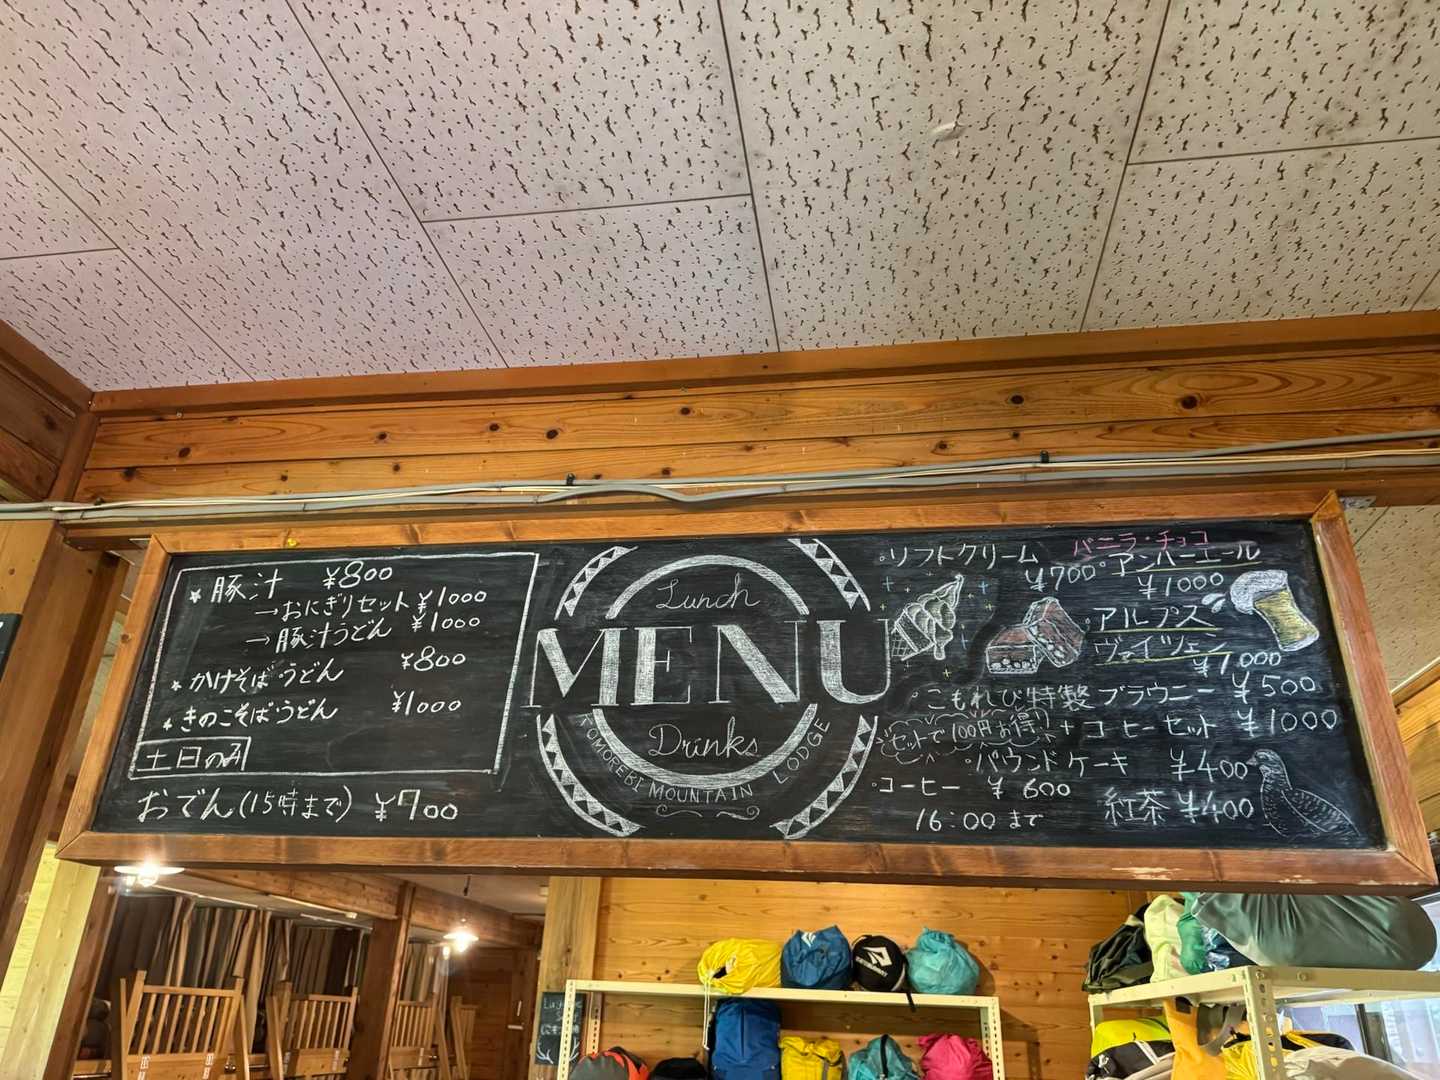 ★豚汁 ¥800
→おにぎりセット ¥1000
→豚汁うどん ¥1000
★かけそば・うどん ¥800
★きのこそば・うどん ¥1000
土日のみ
おでん(15時まで) ¥700
Lunch
MENU
Drinks
KOMOREBI MOUNTAIN LODGE
ソフトクリーム バニラ・チョコ
¥700
アンバーエール
¥1000
アルプス
ヴァイツェン
¥1,000
こもれび特製 ブラウニー ¥500
セットで100円お得! + コーヒーセット ¥1000
パウンドケーキ ¥400
コーヒー ¥600
16:00まで
紅茶 ¥400